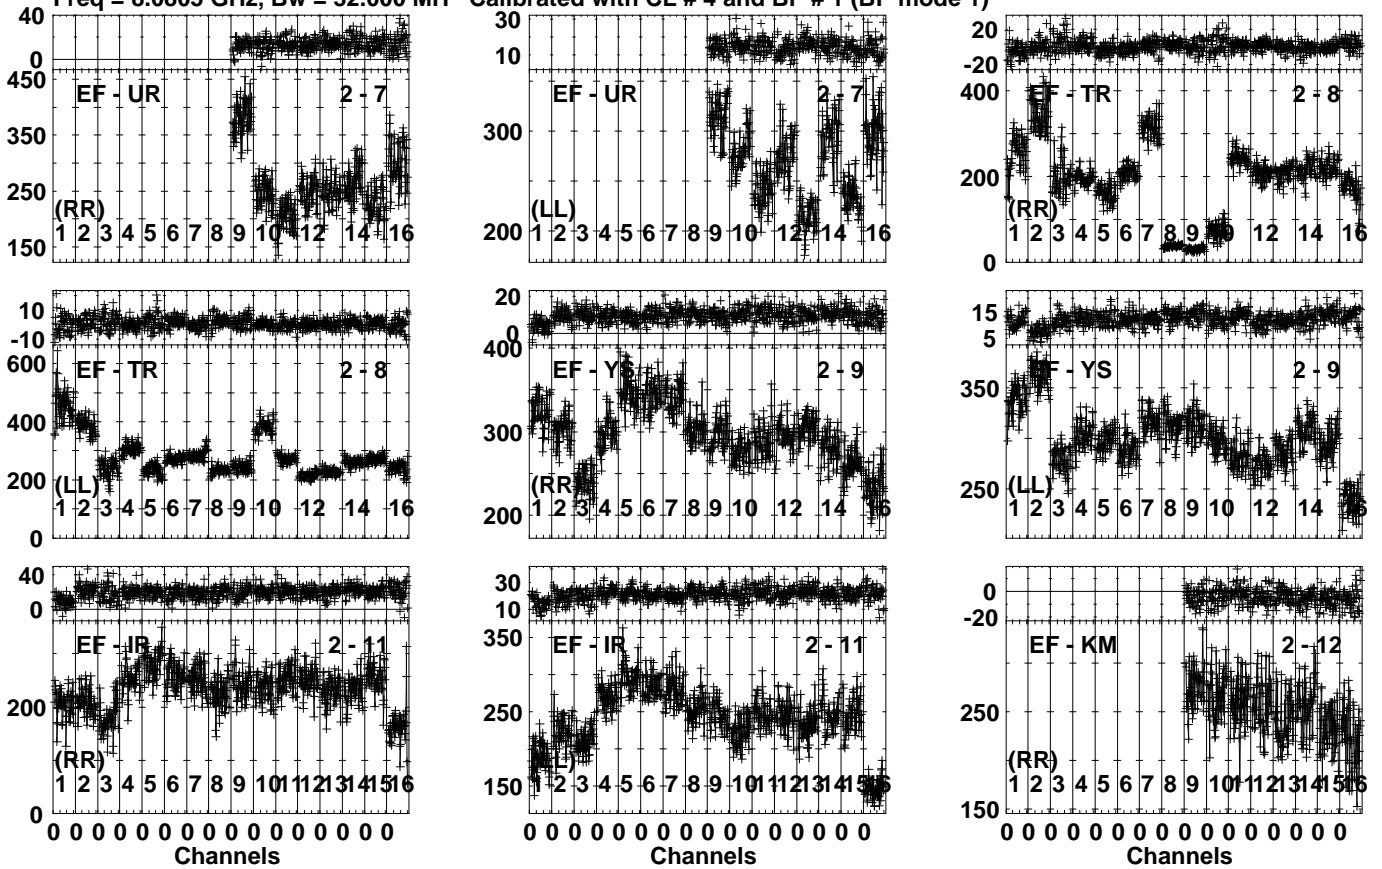 Calibrated with CL # 4 and BP # 1 (BP mode 1)
40
0
450
350
250
150
EF - UR 2 - 7
(RR)
1 2 3 4 5 6 7 8 9 10 12 14 16
30
10
300
200
EF - UR 2 - 7
(LL)
1 2 3 4 5 6 7 8 9 10 12 14 16
20
-20
400
200
0
EF - TR 2 - 8
(RR)
1 2 3 4 5 6 7 8 9 12 14 16
10
-10
600
400
200
0
EF - TR 2 - 8
(LL)
1 2 3 4 5 6 7 8 9 10 12 14 16
20
0
400
300
200
EF - YS 2 - 9
(RR)
1 2 3 4 5 6 7 8 9 10 12 14 16
15
5
350
250
EF - YS 2 - 9
(LL)
1 2 3 4 5 6 7 8 9 10 12 14 16
40
0
200
0
EF - IR 2 - 11
(RR)
1 2 3 4 5 6 7 8 9 10 11 12 13 14 15 16
0 0 0 0 0 0 0 0 0 0 0 0 0 0 0 0
Channels
30
10
350
250
150
EF - IR 2 - 11
(LL)
1 2 3 4 5 6 7 8 9 10 11 12 13 14 15 16
0 0 0 0 0 0 0 0 0 0 0 0 0 0 0 0
0
-20
250
150
EF - KM 2 - 12
(RR)
1 2 3 4 5 6 7 8 9 10 11 12 13 14 15 16
0 0 0 0 0 0 0 0 0 0 0 0 0 0 0 0
Channels